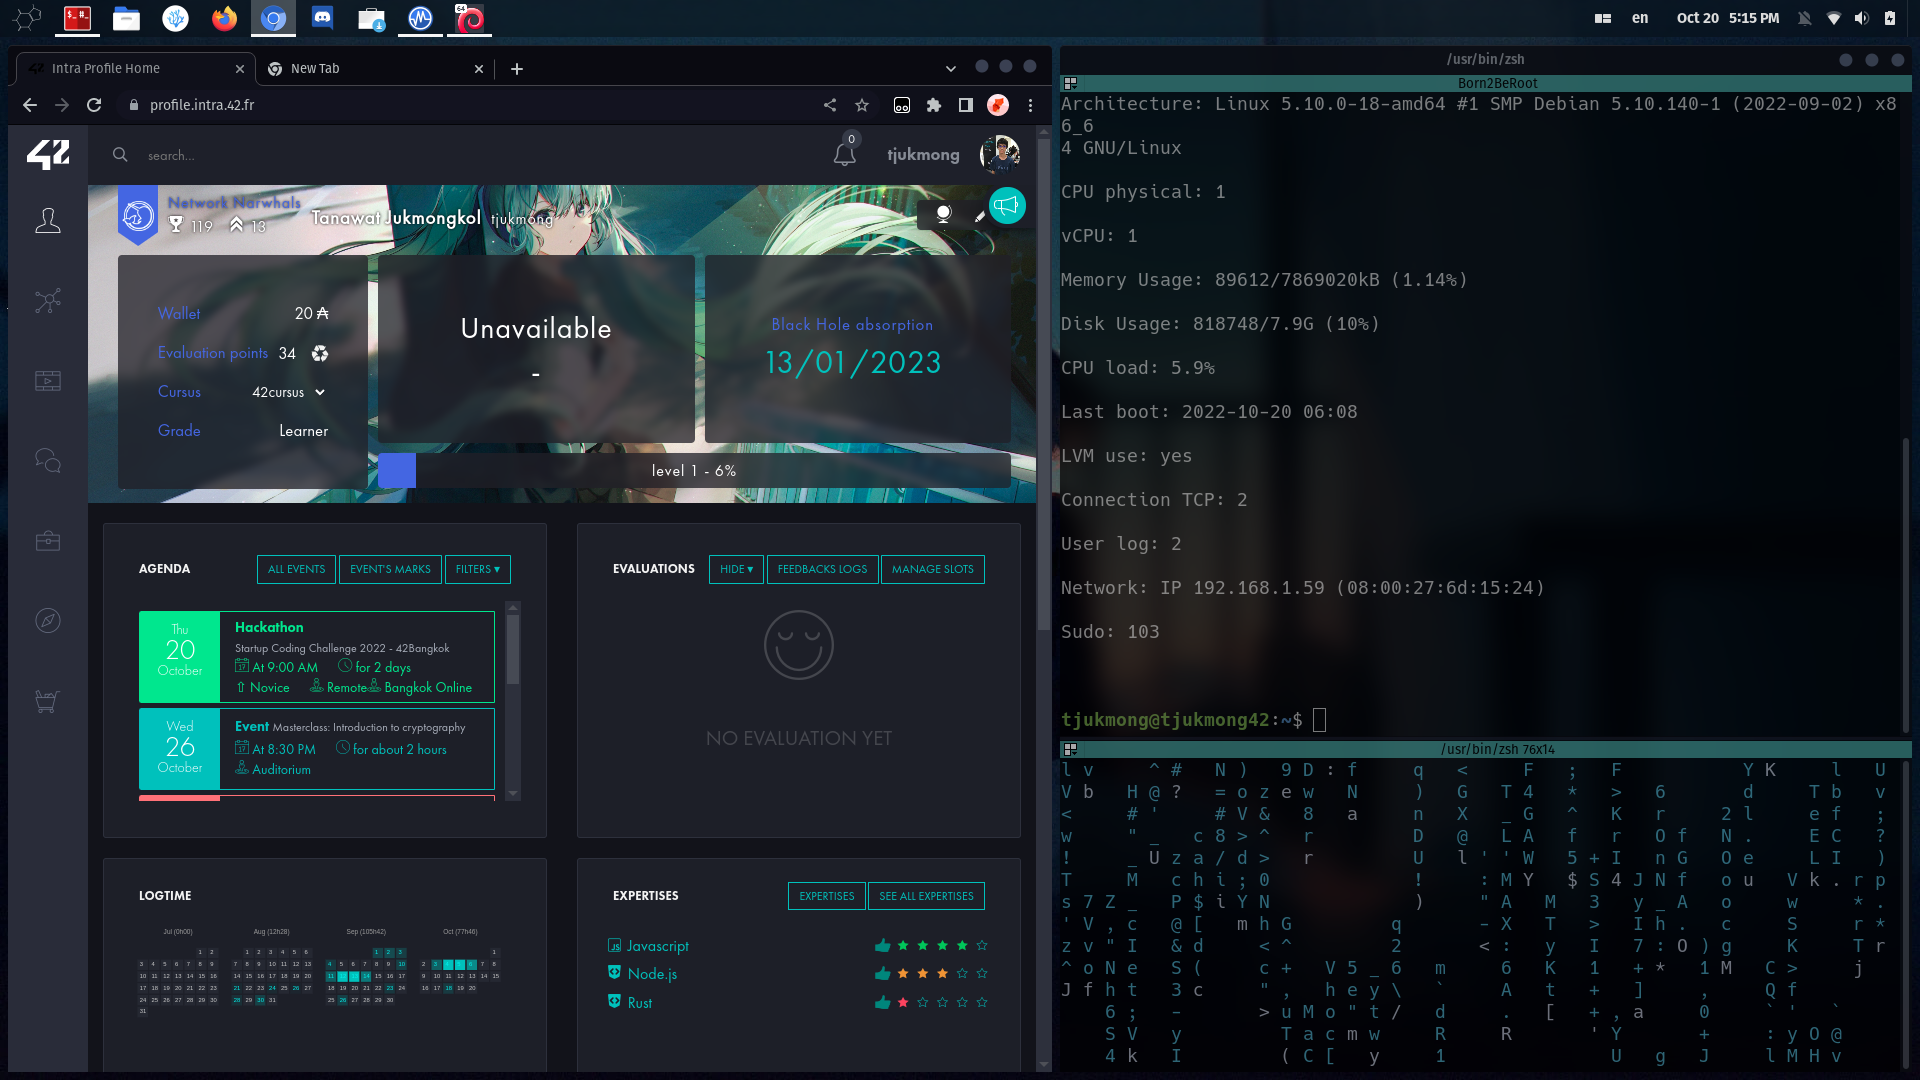 en
Oct 20 5:15 PM
64
Intra Profile Home
New Tab
profile.intra.42.fr
42
search...
0
tjukmong
Network Narwhals
119
13
Tanawat Jukmongkol tjukmong
Wallet 20 ₳
Evaluation points 34
Cursus 42cursus
Grade Learner
Unavailable
-
Black Hole absorption
13/01/2023
level 1 - 6%
AGENDA
ALL EVENTS
EVENT'S MARKS
FILTERS ▾
Thu
20
October
Hackathon
Startup Coding Challenge 2022 - 42Bangkok
At 9:00 AM for 2 days
Novice Remote Bangkok Online
Wed
26
October
Event Masterclass: Introduction to cryptography
At 8:30 PM for about 2 hours
Auditorium
EVALUATIONS
HIDE ▾
FEEDBACKS LOGS
MANAGE SLOTS
NO EVALUATION YET
LOGTIME
Jul (0h00)
Aug (12h28)
Sep (105h42)
Oct (77h46)
EXPERTISES
EXPERTISES
SEE ALL EXPERTISES
Javascript
Node.js
Rust
/usr/bin/zsh
Born2BeRoot
Architecture: Linux 5.10.0-18-amd64 #1 SMP Debian 5.10.140-1 (2022-09-02) x8
6_6
4 GNU/Linux
CPU physical: 1
vCPU: 1
Memory Usage: 89612/7869020kB (1.14%)
Disk Usage: 818748/7.9G (10%)
CPU load: 5.9%
Last boot: 2022-10-20 06:08
LVM use: yes
Connection TCP: 2
User log: 2
Network: IP 192.168.1.59 (08:00:27:6d:15:24)
Sudo: 103
tjukmong@tjukmong42:~$
/usr/bin/zsh 76x14